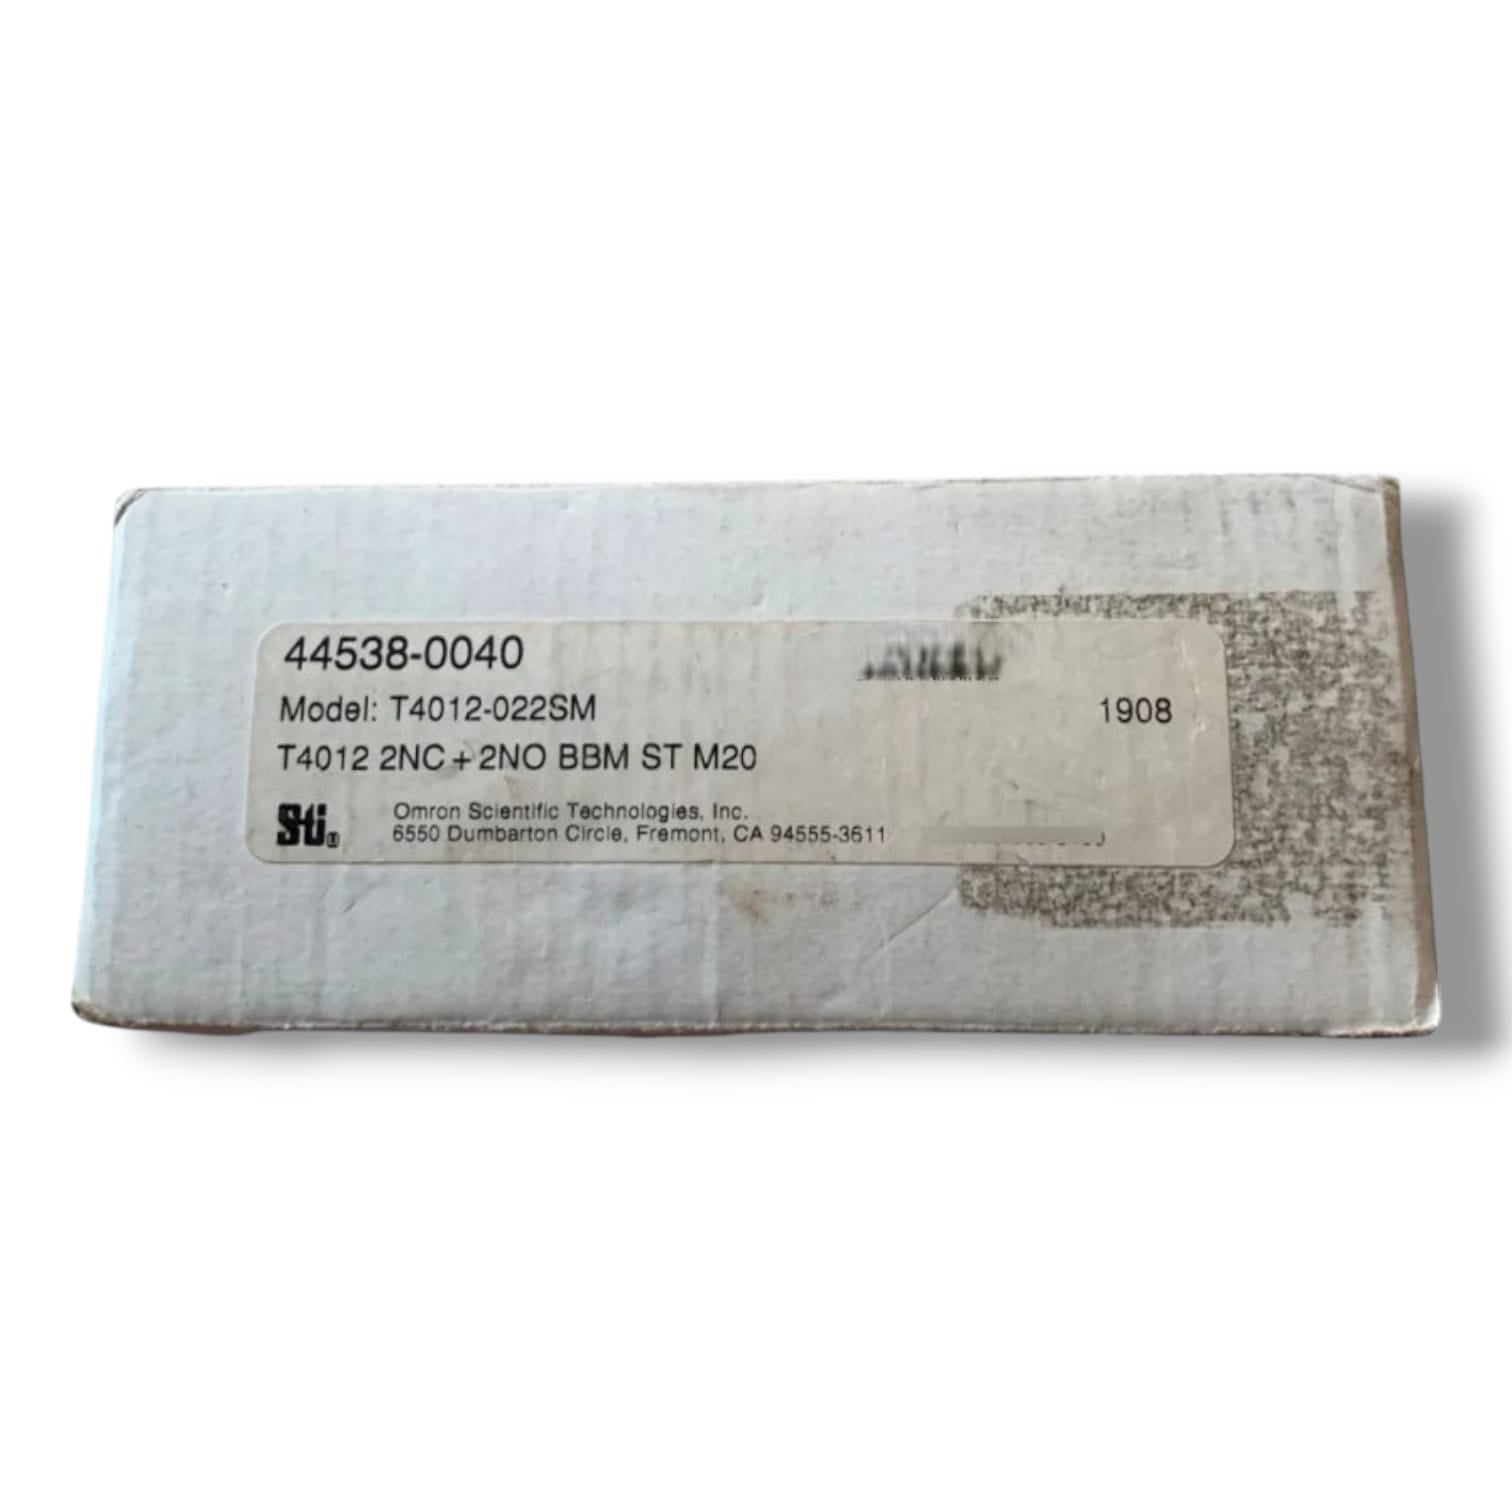 44538-0040
Model: T4012-022SM
1908
T4012 2NC+2NO BBM ST M20
Sti®
Omron Scientific Technologies, Inc.
6550 Dumbarton Circle, Fremont, CA 94555-3611